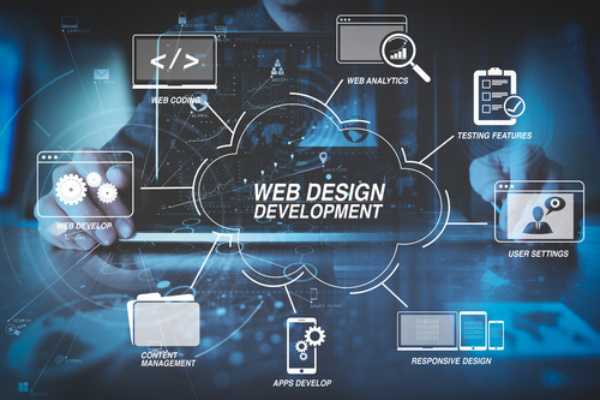 </>
WEB CODING
WEB ANALYTICS
TESTING FEATURES
WEB DEVELOP
WEB DESIGN
DEVELOPMENT
USER SETTINGS
CONTENT
MANAGEMENT
APPS DEVELOP
RESPONSIVE DESIGN